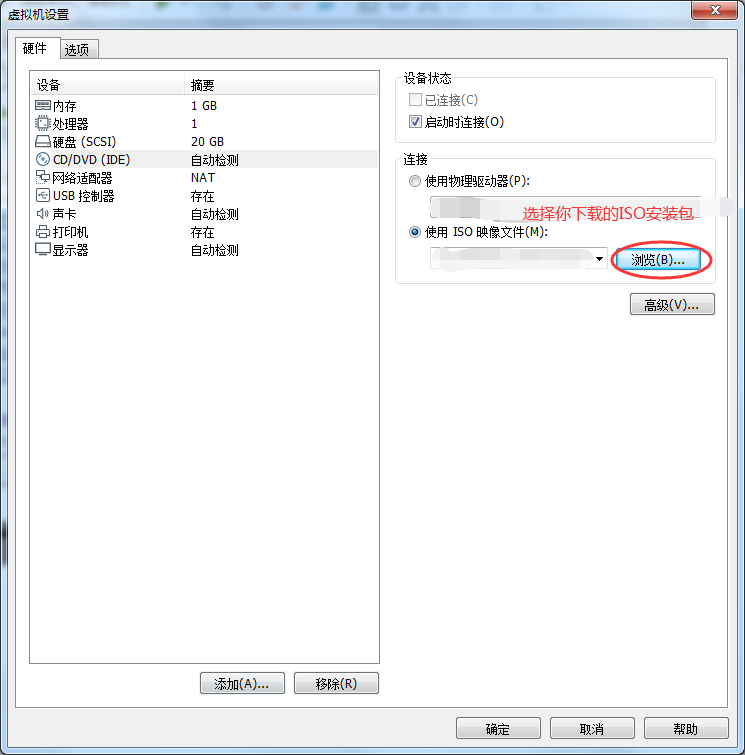 虚拟机设置
硬件 选项
设备 摘要
内存 1 GB
处理器 1
硬盘 (SCSI) 20 GB
CD/DVD (IDE) 自动检测
网络适配器 NAT
USB 控制器 存在
声卡 自动检测
打印机 存在
显示器 自动检测
添加(A)... 移除(R)
设备状态
已连接(C)
启动时连接(O)
连接
使用物理驱动器(P):
选择你下载的ISO安装包
使用 ISO 映像文件(M):
浏览(B)...
高级(V)...
确定 取消 帮助